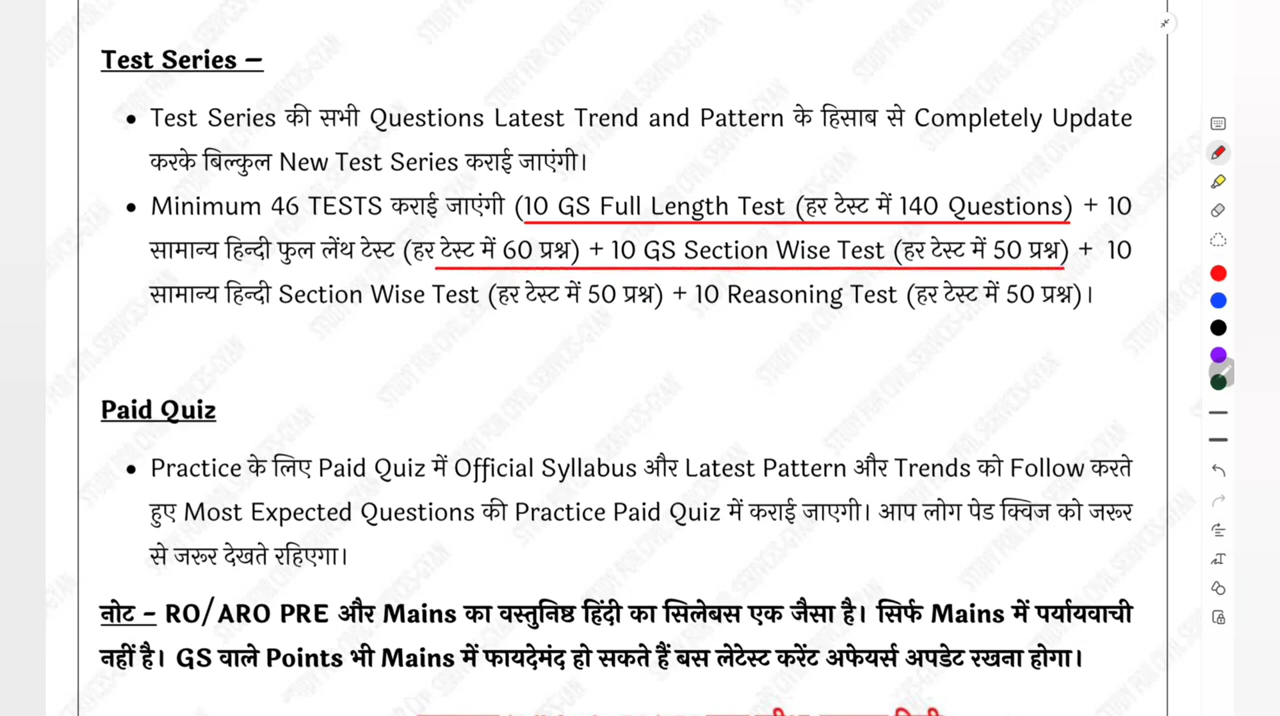 Test Series –
• Test Series की सभी Questions Latest Trend and Pattern के हिसाब से Completely Update
करके बिल्कुल New Test Series कराई जाएंगी।
• Minimum 46 TESTS कराई जाएंगी (10 GS Full Length Test (हर टेस्ट में 140 Questions) + 10
सामान्य हिन्दी फुल लेंथ टेस्ट (हर टेस्ट में 60 प्रश्न) + 10 GS Section Wise Test (हर टेस्ट में 50 प्रश्न) + 10
सामान्य हिन्दी Section Wise Test (हर टेस्ट में 50 प्रश्न) + 10 Reasoning Test (हर टेस्ट में 50 प्रश्न)।
Paid Quiz
• Practice के लिए Paid Quiz में Official Syllabus और Latest Pattern और Trends को Follow करते
हुए Most Expected Questions की Practice Paid Quiz में कराई जाएगी। आप लोग पेड क्विज को जरूर
से जरूर देखते रहिएगा।
नोट – RO/ARO PRE और Mains का वस्तुनिष्ठ हिंदी का सिलेबस एक जैसा है। सिर्फ Mains में पर्यायवाची
नहीं है। GS वाले Points भी Mains में फायदेमंद हो सकते हैं बस लेटेस्ट करेंट अफेयर्स अपडेट रखना होगा।
STUDY FOR CIVIL SERVICES-GYAN